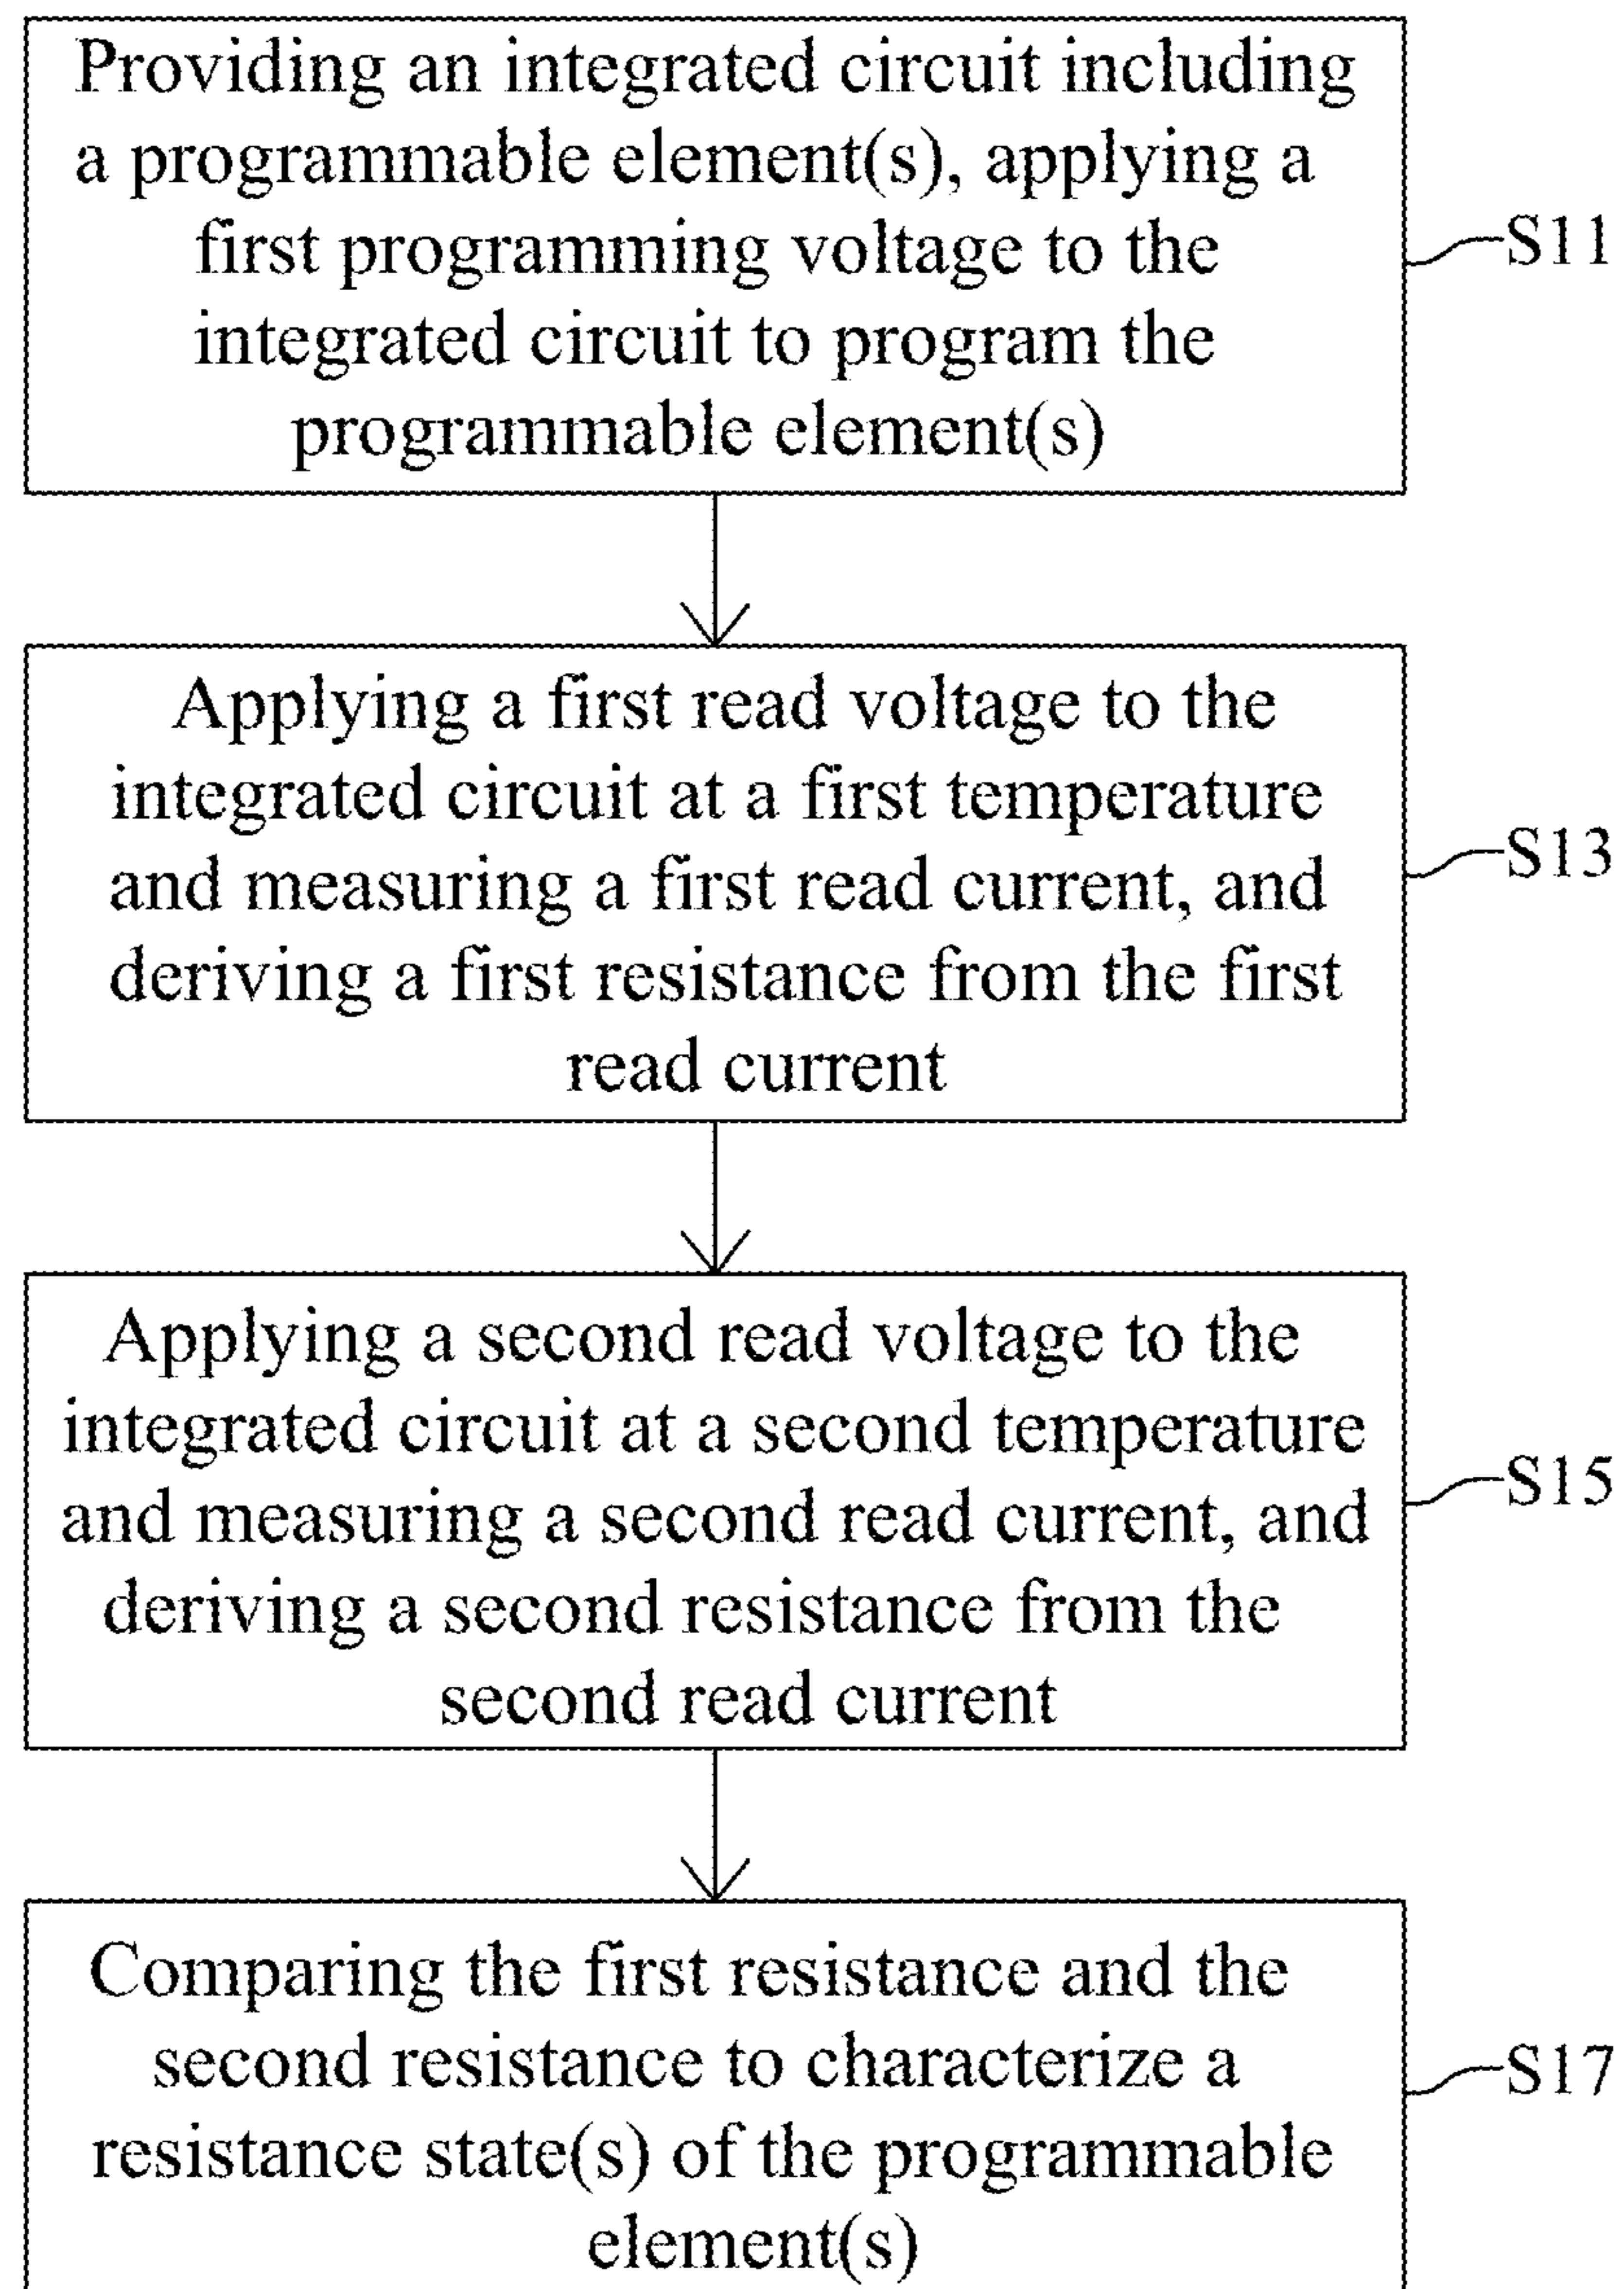 Providing an integrated circuit including
a programmable element(s), applying a
first programming voltage to the
integrated circuit to program the
programmable element(s)
S11
Applying a first read voltage to the
integrated circuit at a first temperature
and measuring a first read current, and
deriving a first resistance from the first
read current
S13
Applying a second read voltage to the
integrated circuit at a second temperature
and measuring a second read current, and
deriving a second resistance from the
second read current
S15
Comparing the first resistance and the
second resistance to characterize a
resistance state(s) of the programmable
element(s)
S17